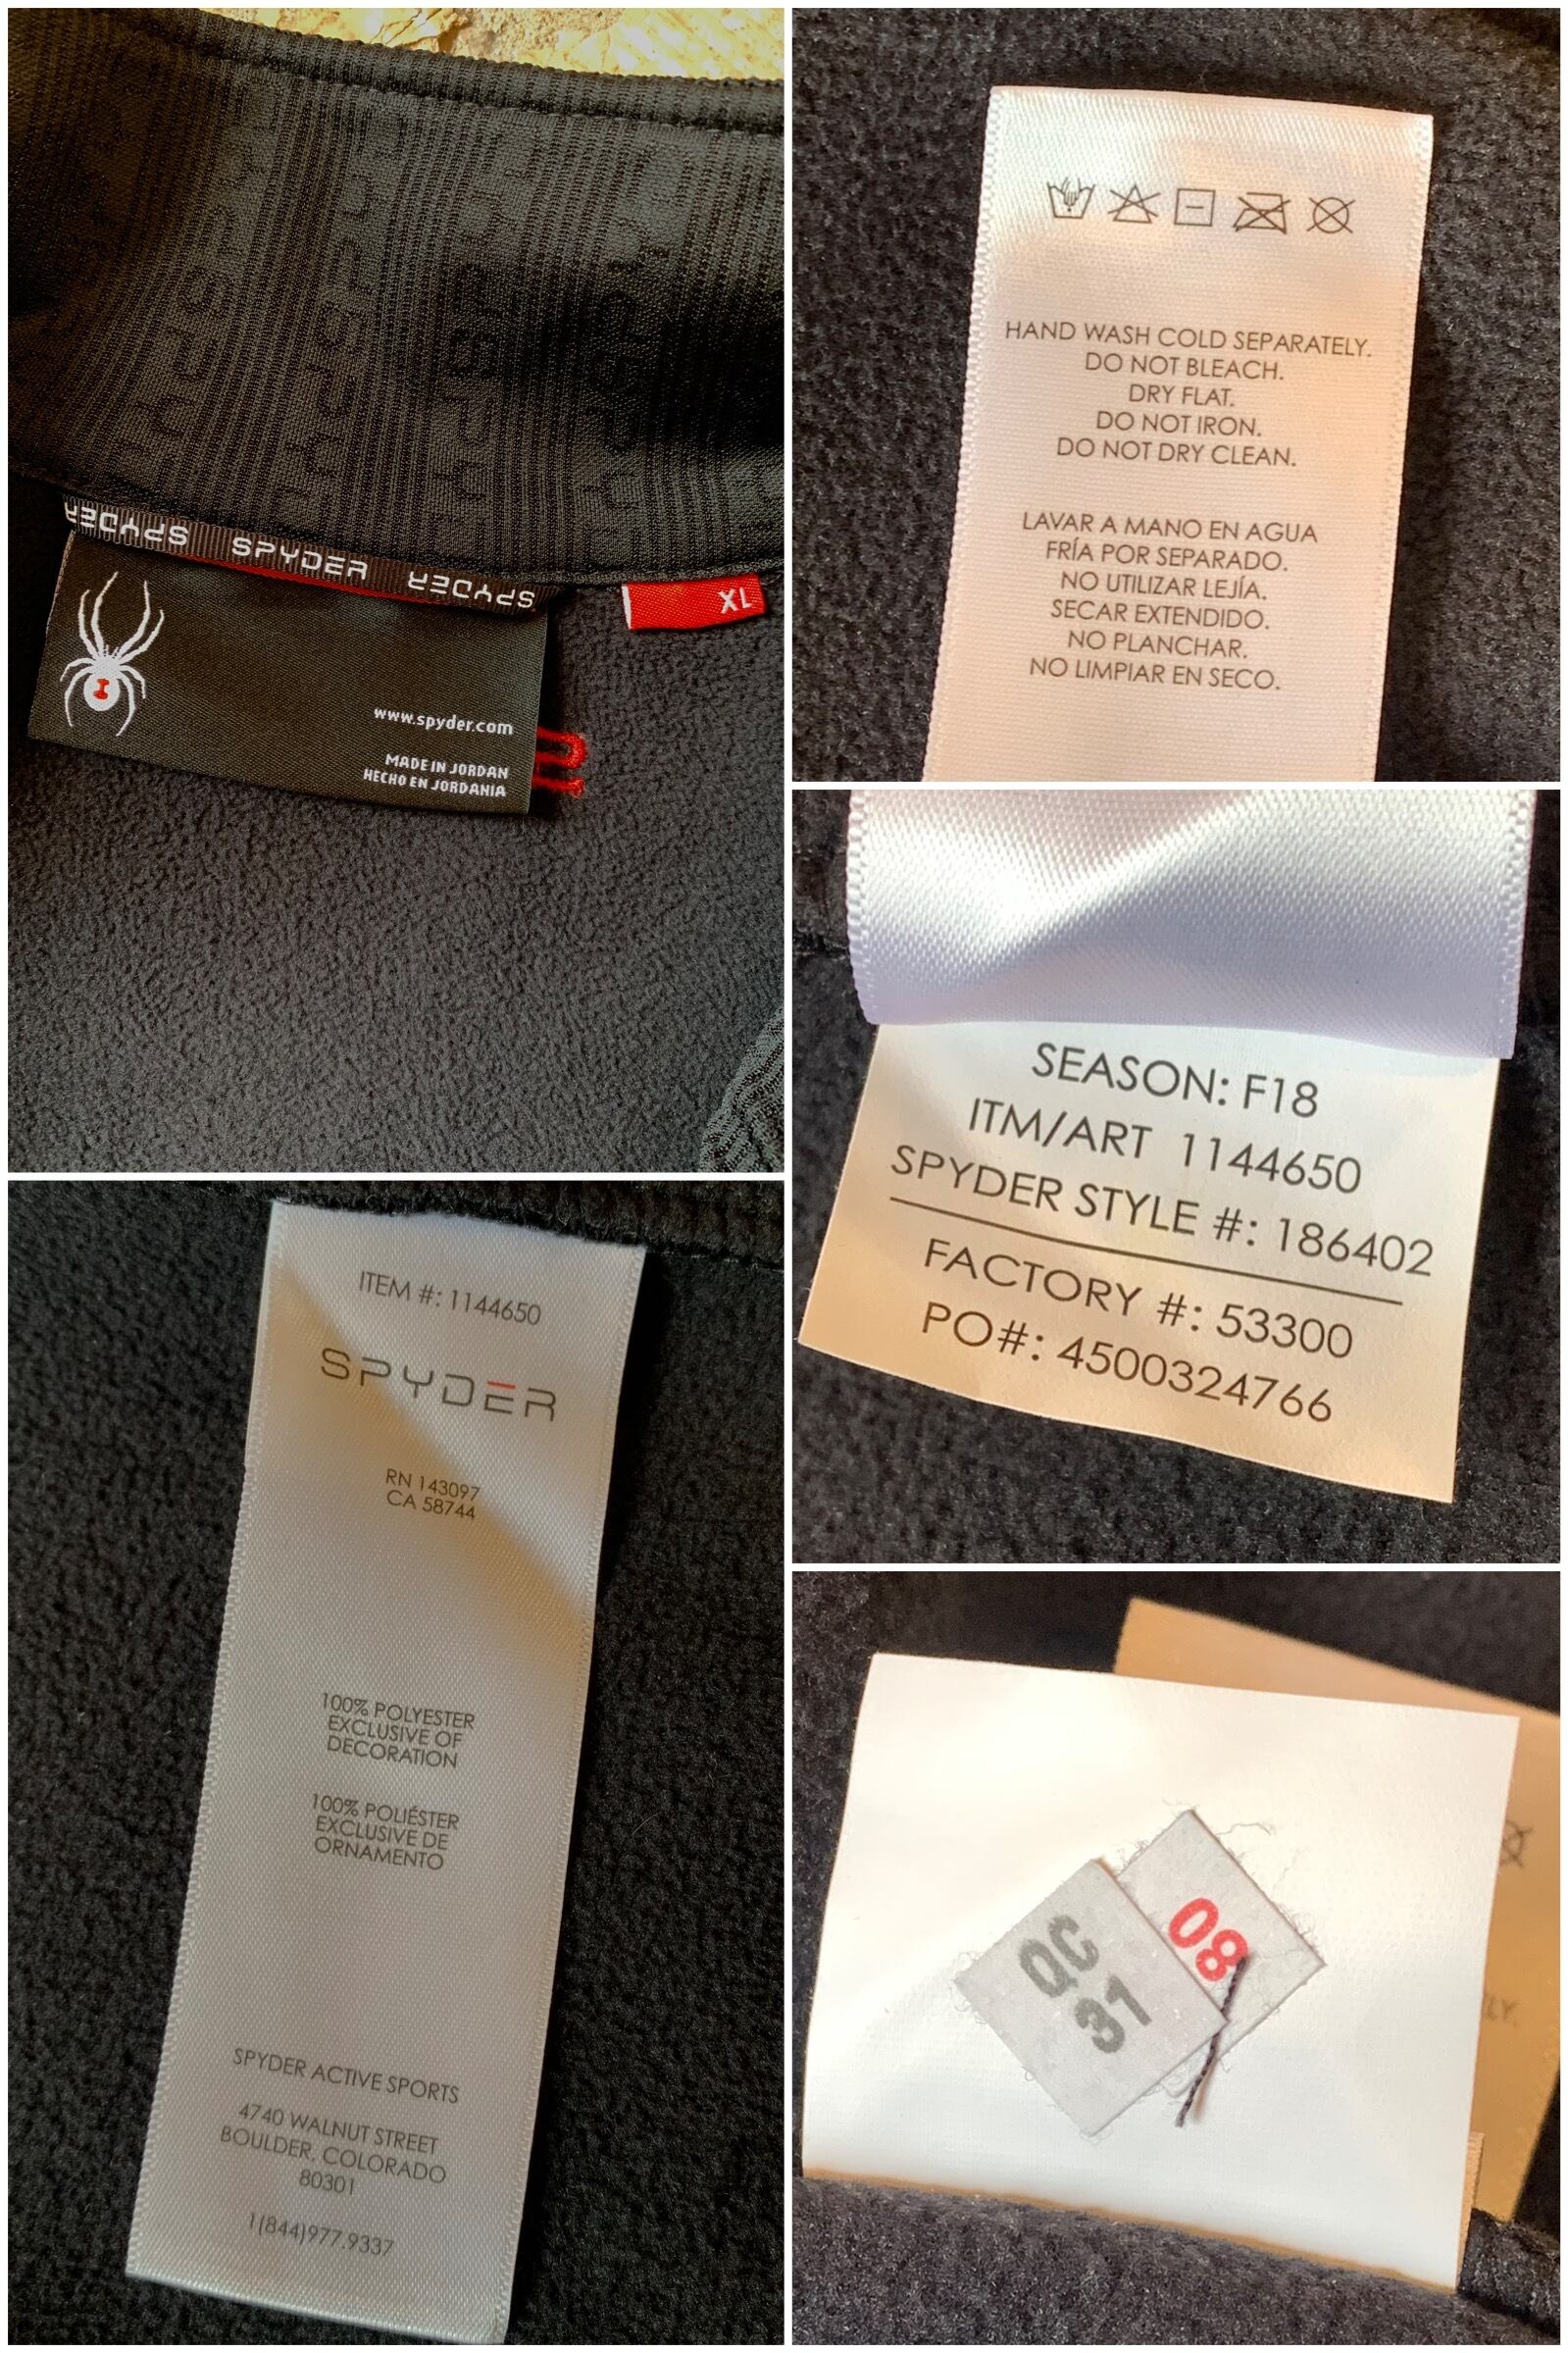 SPYDER SPYDER SPYDER
XL
www.spyder.com
MADE IN JORDAN
HECHO EN JORDANIA
HAND WASH COLD SEPARATELY.
DO NOT BLEACH.
DRY FLAT.
DO NOT IRON.
DO NOT DRY CLEAN.
LAVAR A MANO EN AGUA
FRÍA POR SEPARADO.
NO UTILIZAR LEJÍA.
SECAR EXTENDIDO.
NO PLANCHAR.
NO LIMPIAR EN SECO.
SEASON: F18
ITM/ART 1144650
SPYDER STYLE #: 186402
FACTORY #: 53300
PO#: 4500324766
ITEM #: 1144650
SPYDER
RN 143097
CA 58744
100% POLYESTER
EXCLUSIVE OF
DECORATION
100% POLIÉSTER
EXCLUSIVE DE
ORNAMENTO
SPYDER ACTIVE SPORTS
4740 WALNUT STREET
BOULDER, COLORADO
80301
1(844)977.9337
QC
31
08